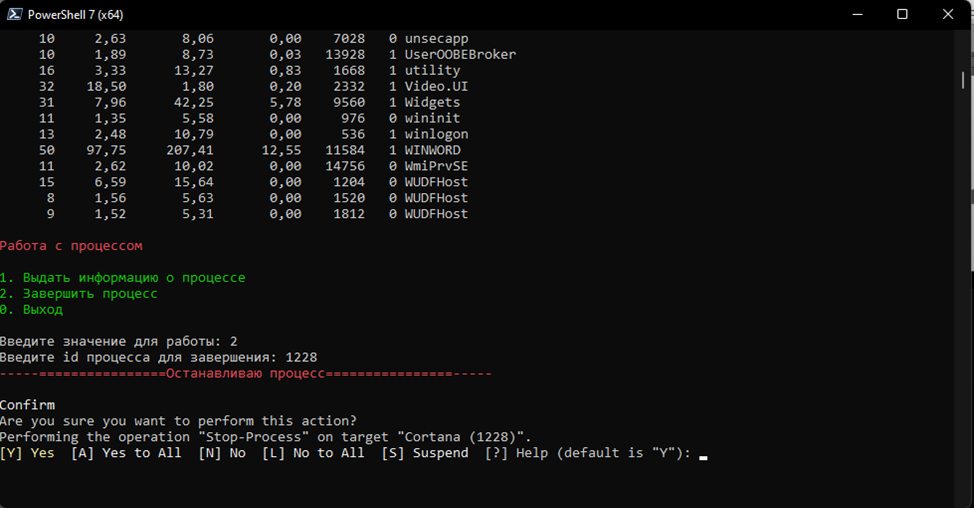 PowerShell 7 (x64)
10 2,63 8,06 0,00 7028 0 unsecapp
10 1,89 8,73 0,03 13928 1 UserOOBEBroker
16 3,33 13,27 0,83 1668 1 utility
32 18,50 1,80 0,20 2332 1 Video.UI
31 7,96 42,25 5,78 9560 1 Widgets
11 1,35 5,58 0,00 976 0 wininit
13 2,48 10,79 0,00 536 1 winlogon
50 97,75 207,41 12,55 11584 1 WINWORD
11 2,62 10,02 0,00 14756 0 WmiPrvSE
15 6,59 15,64 0,00 1204 0 WUDFHost
8 1,56 5,63 0,00 1520 0 WUDFHost
9 1,52 5,31 0,00 1812 0 WUDFHost
Работа с процессом
1. Выдать информацию о процессе
2. Завершить процесс
0. Выход
Введите значение для работы: 2
Введите id процесса для завершения: 1228
-----================Останавливаю процесс================-----
Confirm
Are you sure you want to perform this action?
Performing the operation "Stop-Process" on target "Cortana (1228)".
[Y] Yes [A] Yes to All [N] No [L] No to All [S] Suspend [?] Help (default is "Y"):